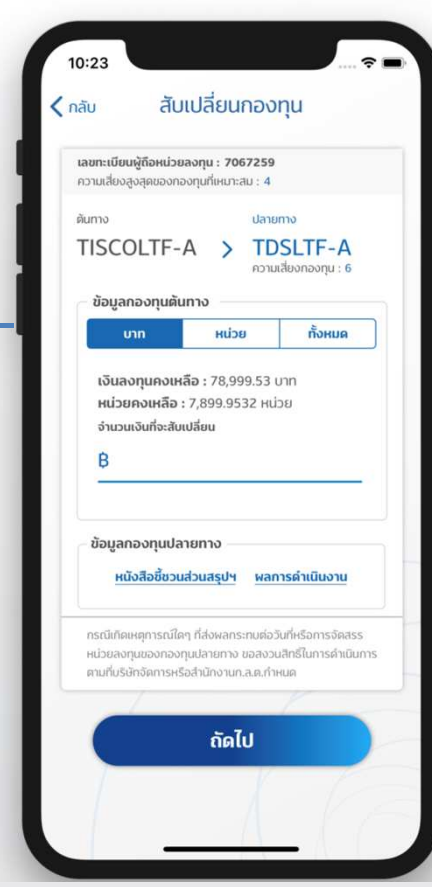 10:23
กลับ
สับเปลี่ยนกองทุน
เลขทะเบียนผู้ถือหน่วยลงทุน : 7067259
ความเสี่ยงสูงสุดของกองทุนที่เหมาะสม : 4
ต้นทาง
ปลายทาง
TISCOLTF-A > TDSLTF-A
ความเสี่ยงกองทุน : 6
ข้อมูลกองทุนต้นทาง
บาท หน่วย ทั้งหมด
เงินลงทุนคงเหลือ : 78,999.53 บาท
หน่วยคงเหลือ : 7,899.9532 หน่วย
จำนวนเงินที่จะสับเปลี่ยน
฿
ข้อมูลกองทุนปลายทาง
หนังสือชี้ชวนส่วนสรุปฯ ผลการดำเนินงาน
กรณีเกิดเหตุการณ์ใดๆ ที่ส่งผลกระทบต่อวันที่หรือการจัดสรร
หน่วยลงทุนของกองทุนปลายทาง ขอสงวนสิทธิ์ในการดำเนินการ
ตามที่บริษัทจัดการหรือสำนักงานก.ล.ต.กำหนด
ถัดไป